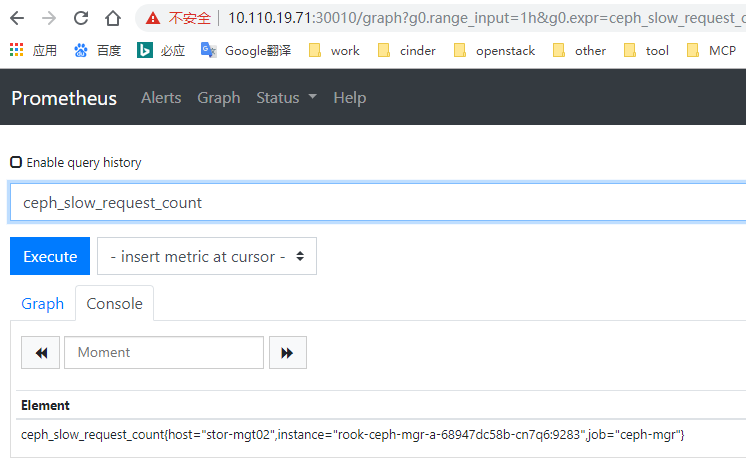 不安全 10.110.19.71:30010/graph?g0.range_input=1h&g0.expr=ceph_slow_request_
应用 百度 必应 Google翻译 work cinder openstack other tool MCP
Prometheus Alerts Graph Status Help
Enable query history
ceph_slow_request_count
Execute - insert metric at cursor -
Graph Console
Moment
Element
ceph_slow_request_count{host="stor-mgt02",instance="rook-ceph-mgr-a-68947dc58b-cn7q6:9283",job="ceph-mgr"}